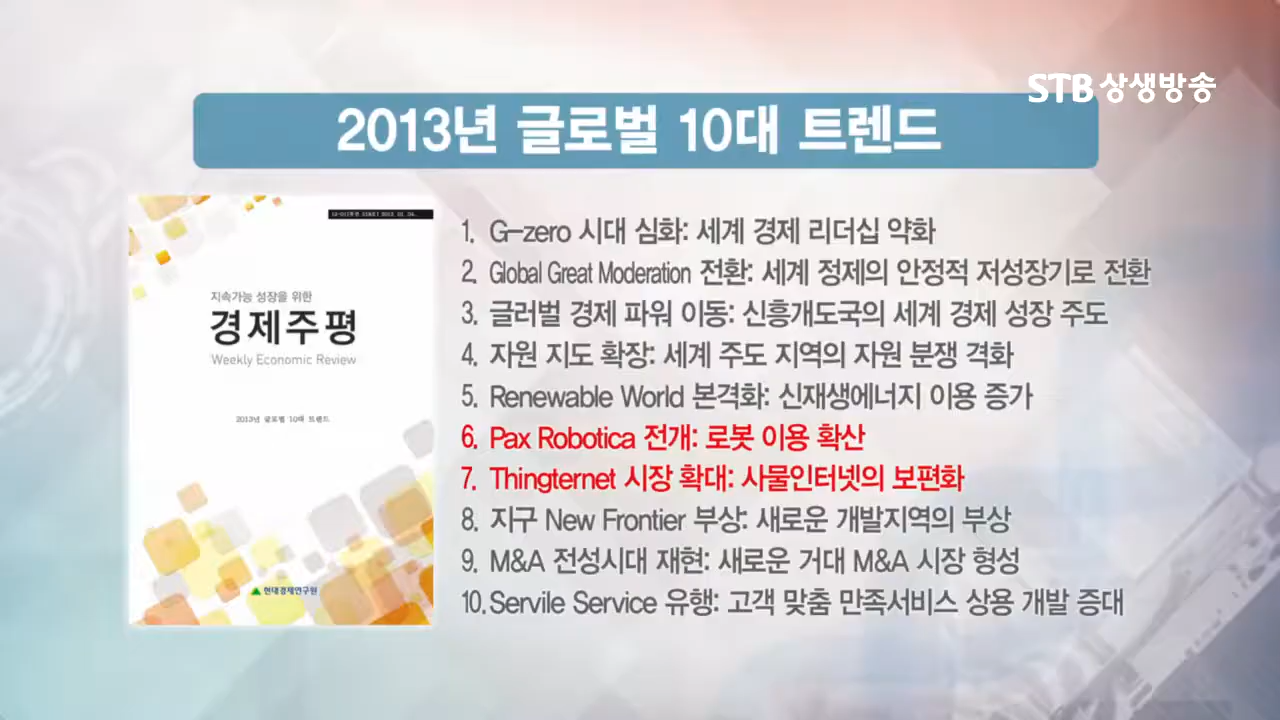 STB 상생방송
2013년 글로벌 10대 트렌드
지속가능 성장을 위한
경제주평
Weekly Economic Review
2013년 글로벌 10대 트렌드
현대경제연구원
1. G-zero 시대 심화: 세계 경제 리더십 약화
2. Global Great Moderation 전환: 세계 정제의 안정적 저성장기로 전환
3. 글러벌 경제 파워 이동: 신흥개도국의 세계 경제 성장 주도
4. 자원 지도 확장: 세계 주도 지역의 자원 분쟁 격화
5. Renewable World 본격화: 신재생에너지 이용 증가
6. Pax Robotica 전개: 로봇 이용 확산
7. Thingternet 시장 확대: 사물인터넷의 보편화
8. 지구 New Frontier 부상: 새로운 개발지역의 부상
9. M&A 전성시대 재현: 새로운 거대 M&A 시장 형성
10. Servile Service 유행: 고객 맞춤 만족서비스 상용 개발 증대